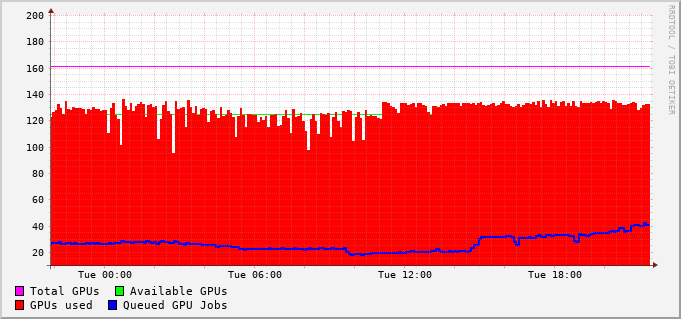 200
180
160
140
120
100
80
60
40
20
Tue 00:00 Tue 06:00 Tue 12:00 Tue 18:00
Total GPUs Available GPUs
GPUs used Queued GPU Jobs
RRDTOOL / TOBI OETIKER